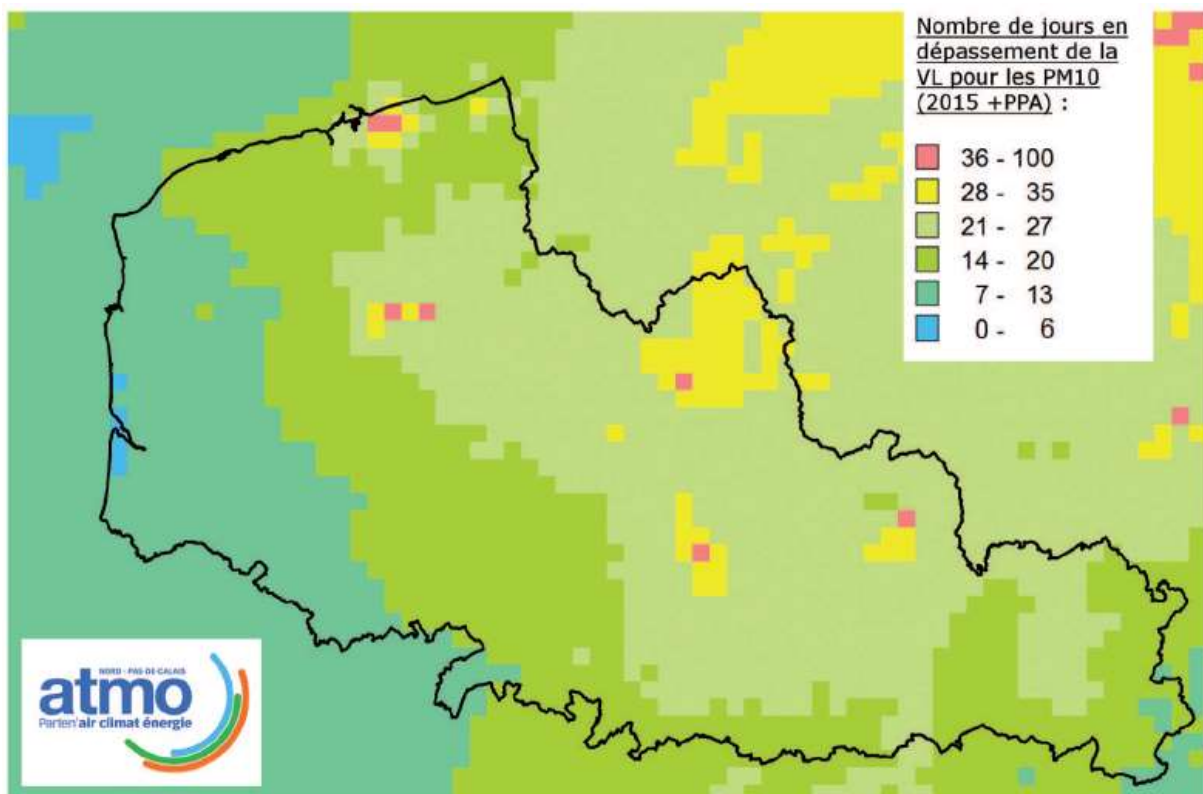 Nombre de jours en
dépassement de la
VL pour les PM10
(2015 +PPA) :
36 - 100
28 - 35
21 - 27
14 - 20
7 - 13
0 - 6
NORD - PAS-DE-CALAIS
atmo
Parten'air climat énergie